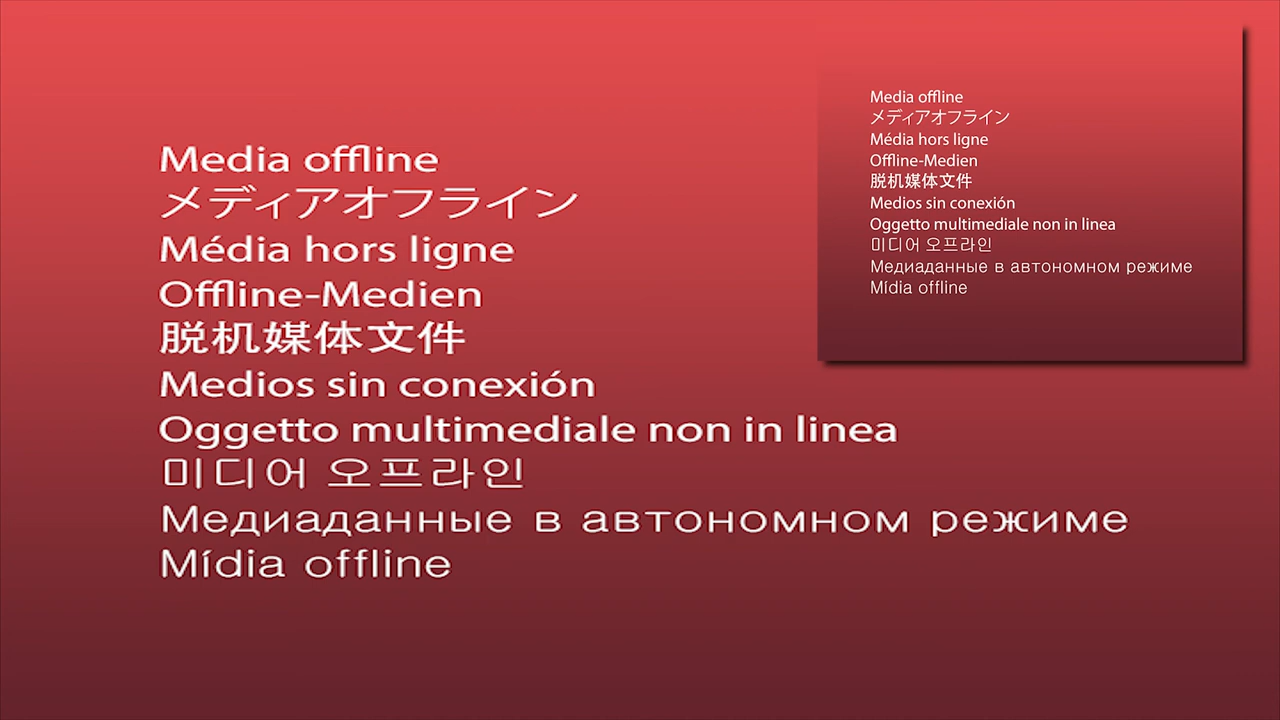 Media offline
メディアオフライン
Média hors ligne
Offline-Medien
脱机媒体文件
Medios sin conexión
Oggetto multimediale non in linea
미디어 오프라인
Медиаданные в автономном режиме
Mídia offline
Media offline
メディアオフライン
Média hors ligne
Offline-Medien
脱机媒体文件
Medios sin conexión
Oggetto multimediale non in linea
미디어 오프라인
Медиаданные в автономном режиме
Mídia offline